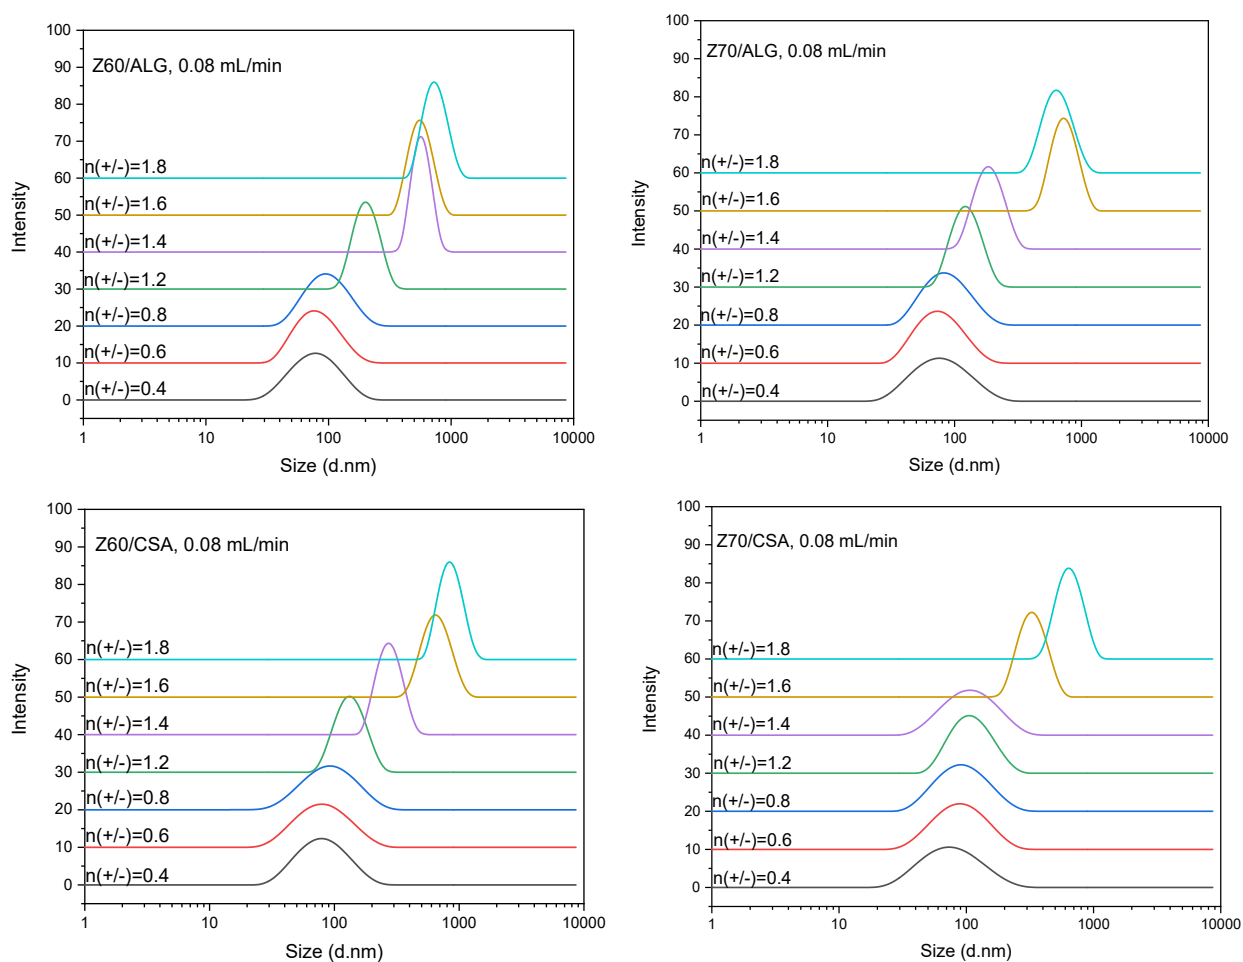 100
90
80
70
60
50
40
30
20
10
0
Intensity
Z60/ALG, 0.08 mL/min
n(+/-)=1.8
n(+/-)=1.6
n(+/-)=1.4
n(+/-)=1.2
n(+/-)=0.8
n(+/-)=0.6
n(+/-)=0.4
1 10 100 1000 10000
Size (d.nm)
100
90
80
70
60
50
40
30
20
10
0
Intensity
Z70/ALG, 0.08 mL/min
n(+/-)=1.8
n(+/-)=1.6
n(+/-)=1.4
n(+/-)=1.2
n(+/-)=0.8
n(+/-)=0.6
n(+/-)=0.4
1 10 100 1000 10000
Size (d.nm)
100
90
80
70
60
50
40
30
20
10
0
Intensity
Z60/CSA, 0.08 mL/min
n(+/-)=1.8
n(+/-)=1.6
n(+/-)=1.4
n(+/-)=1.2
n(+/-)=0.8
n(+/-)=0.6
n(+/-)=0.4
1 10 100 1000 10000
Size (d.nm)
100
90
80
70
60
50
40
30
20
10
0
Intensity
Z70/CSA, 0.08 mL/min
n(+/-)=1.8
n(+/-)=1.6
n(+/-)=1.4
n(+/-)=1.2
n(+/-)=0.8
n(+/-)=0.6
n(+/-)=0.4
1 10 100 1000 10000
Size (d.nm)